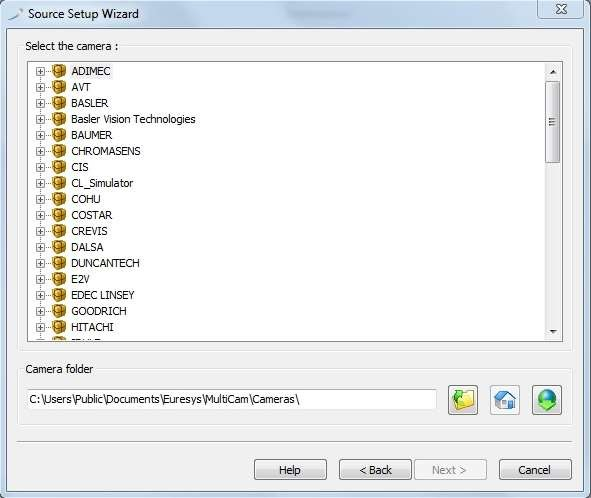 Source Setup Wizard
Select the camera :
ADIMEC
AVT
BASLER
Basler Vision Technologies
BAUMER
CHROMASENS
CIS
CL_Simulator
COHU
COSTAR
CREVIS
DALSA
DUNCANTECH
E2V
EDEC LINSEY
GOODRICH
HITACHI
Camera folder
C:\Users\Public\Documents\Euresys\MultiCam\Cameras\
Help
< Back
Next >
Cancel